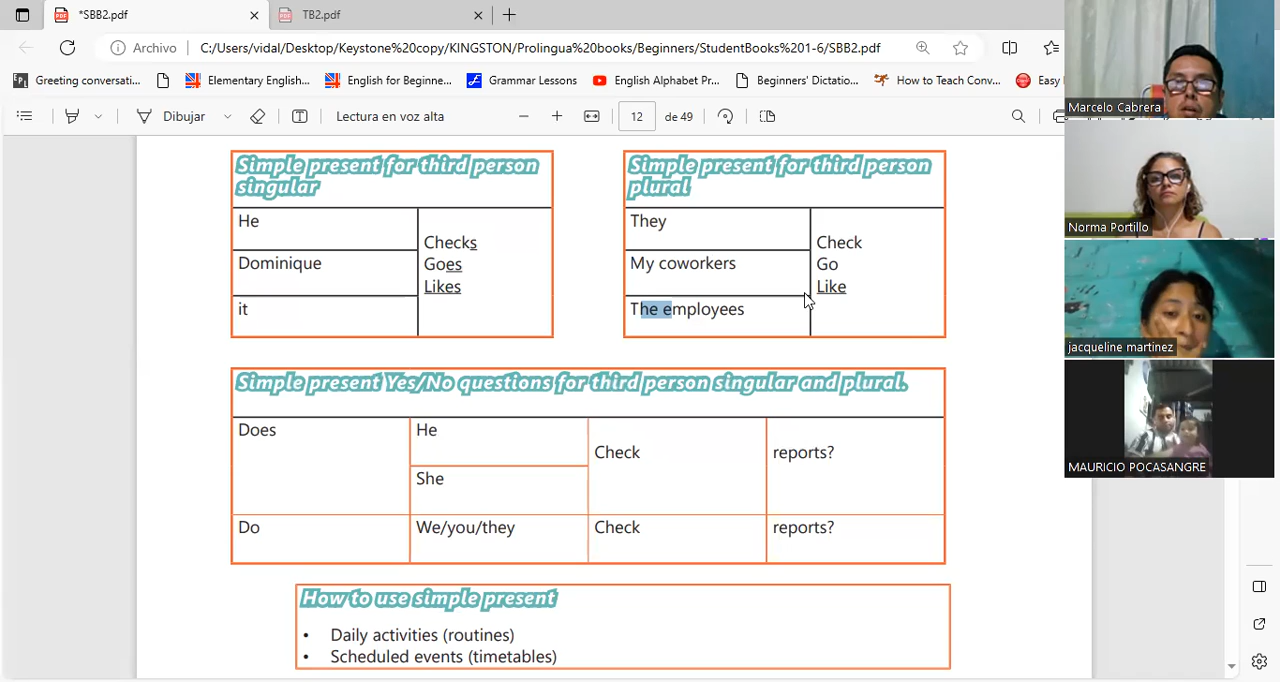 *SBB2.pdf
TB2.pdf
Archivo
C:/Users/vidal/Desktop/Keystone%20copy/KINGSTON/Prolingua%20books/Beginners/StudentBooks%201-6/SBB2.pdf
Greeting conversati...
Elementary English...
English for Beginne...
Grammar Lessons
English Alphabet Pr...
Beginners' Dictatio...
How to Teach Conv...
Easy
Dibujar
Lectura en voz alta
12
de 49
Simple present for third person
singular
He
Dominique
it
Checks
Goes
Likes
Simple present for third person
plural
They
My coworkers
The employees
Check
Go
Like
Simple present Yes/No questions for third person singular and plural.
Does
He
She
Check
reports?
Do
We/you/they
Check
reports?
How to use simple present
• Daily activities (routines)
• Scheduled events (timetables)
Marcelo Cabrera
Norma Portillo
jacqueline martinez
MAURICIO POCASANGRE